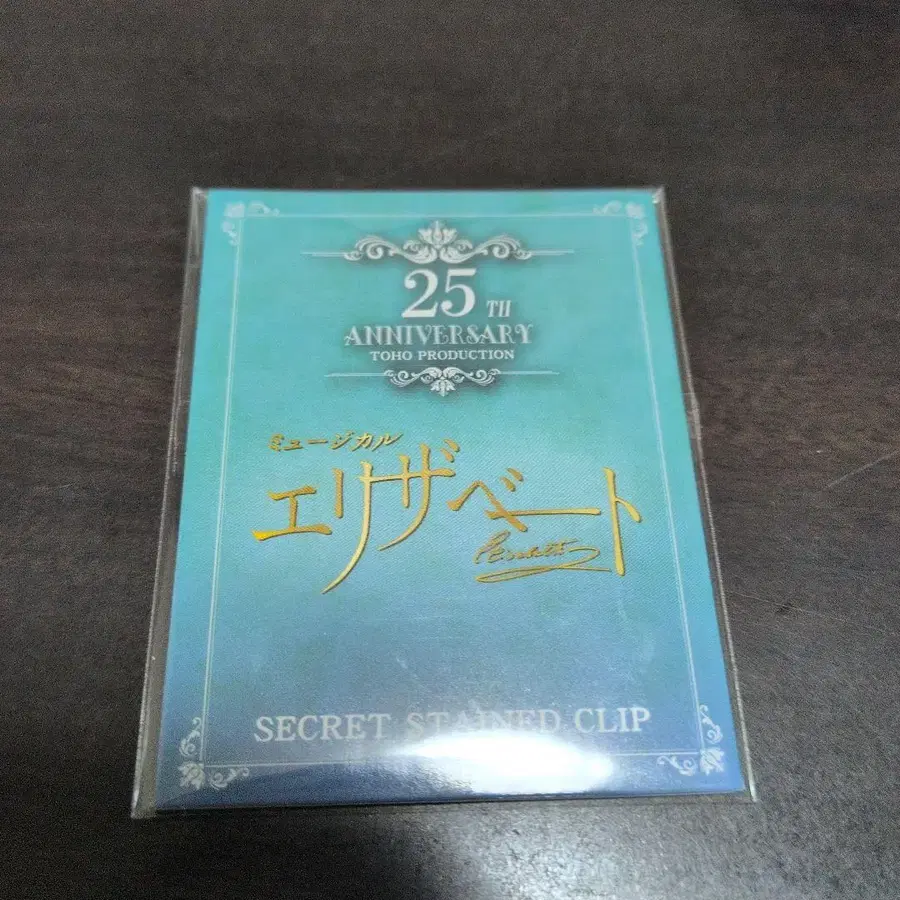 25TH
ANNIVERSARY
TOHO PRODUCTION
ミュージカル
エリザベート
SECRET STAINED CLIP